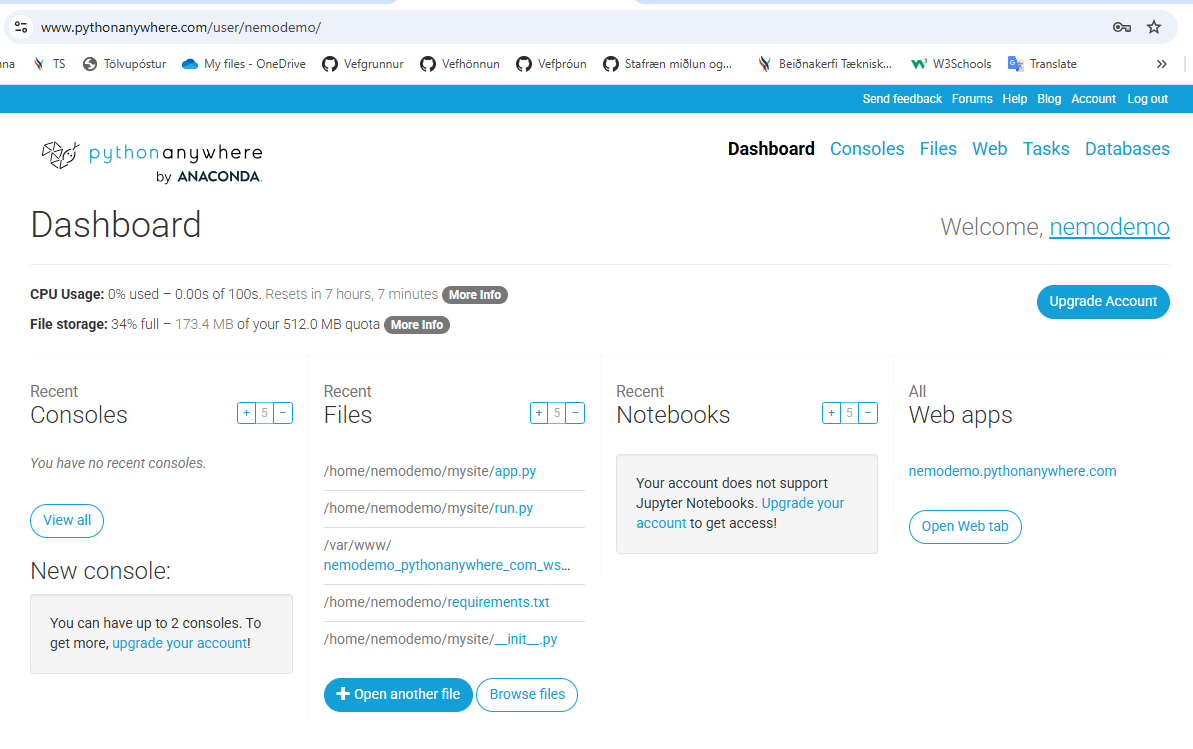 www.pythonanywhere.com/user/nemodemo/
nna TS Tölvupóstur My files - OneDrive Vefgrunnur Vefhönnun Vefþróun Stafræn miðlun og... Beiðnakerfi Tæknisk... W3Schools Translate »
Send feedback Forums Help Blog Account Log out
pythonanywhere
by ANACONDA.
Dashboard Consoles Files Web Tasks Databases
Dashboard
Welcome, nemodemo
CPU Usage: 0% used – 0.00s of 100s. Resets in 7 hours, 7 minutes More Info
File storage: 34% full – 173.4 MB of your 512.0 MB quota More Info
Upgrade Account
Recent
Consoles
+ 5 −
You have no recent consoles.
View all
New console:
You can have up to 2 consoles. To
get more, upgrade your account!
Recent
Files
+ 5 −
/home/nemodemo/mysite/app.py
/home/nemodemo/mysite/run.py
/var/www/
nemodemo_pythonanywhere_com_ws...
/home/nemodemo/requirements.txt
/home/nemodemo/mysite/__init__.py
+ Open another file
Browse files
Recent
Notebooks
+ 5 −
Your account does not support
Jupyter Notebooks. Upgrade your
account to get access!
All
Web apps
nemodemo.pythonanywhere.com
Open Web tab